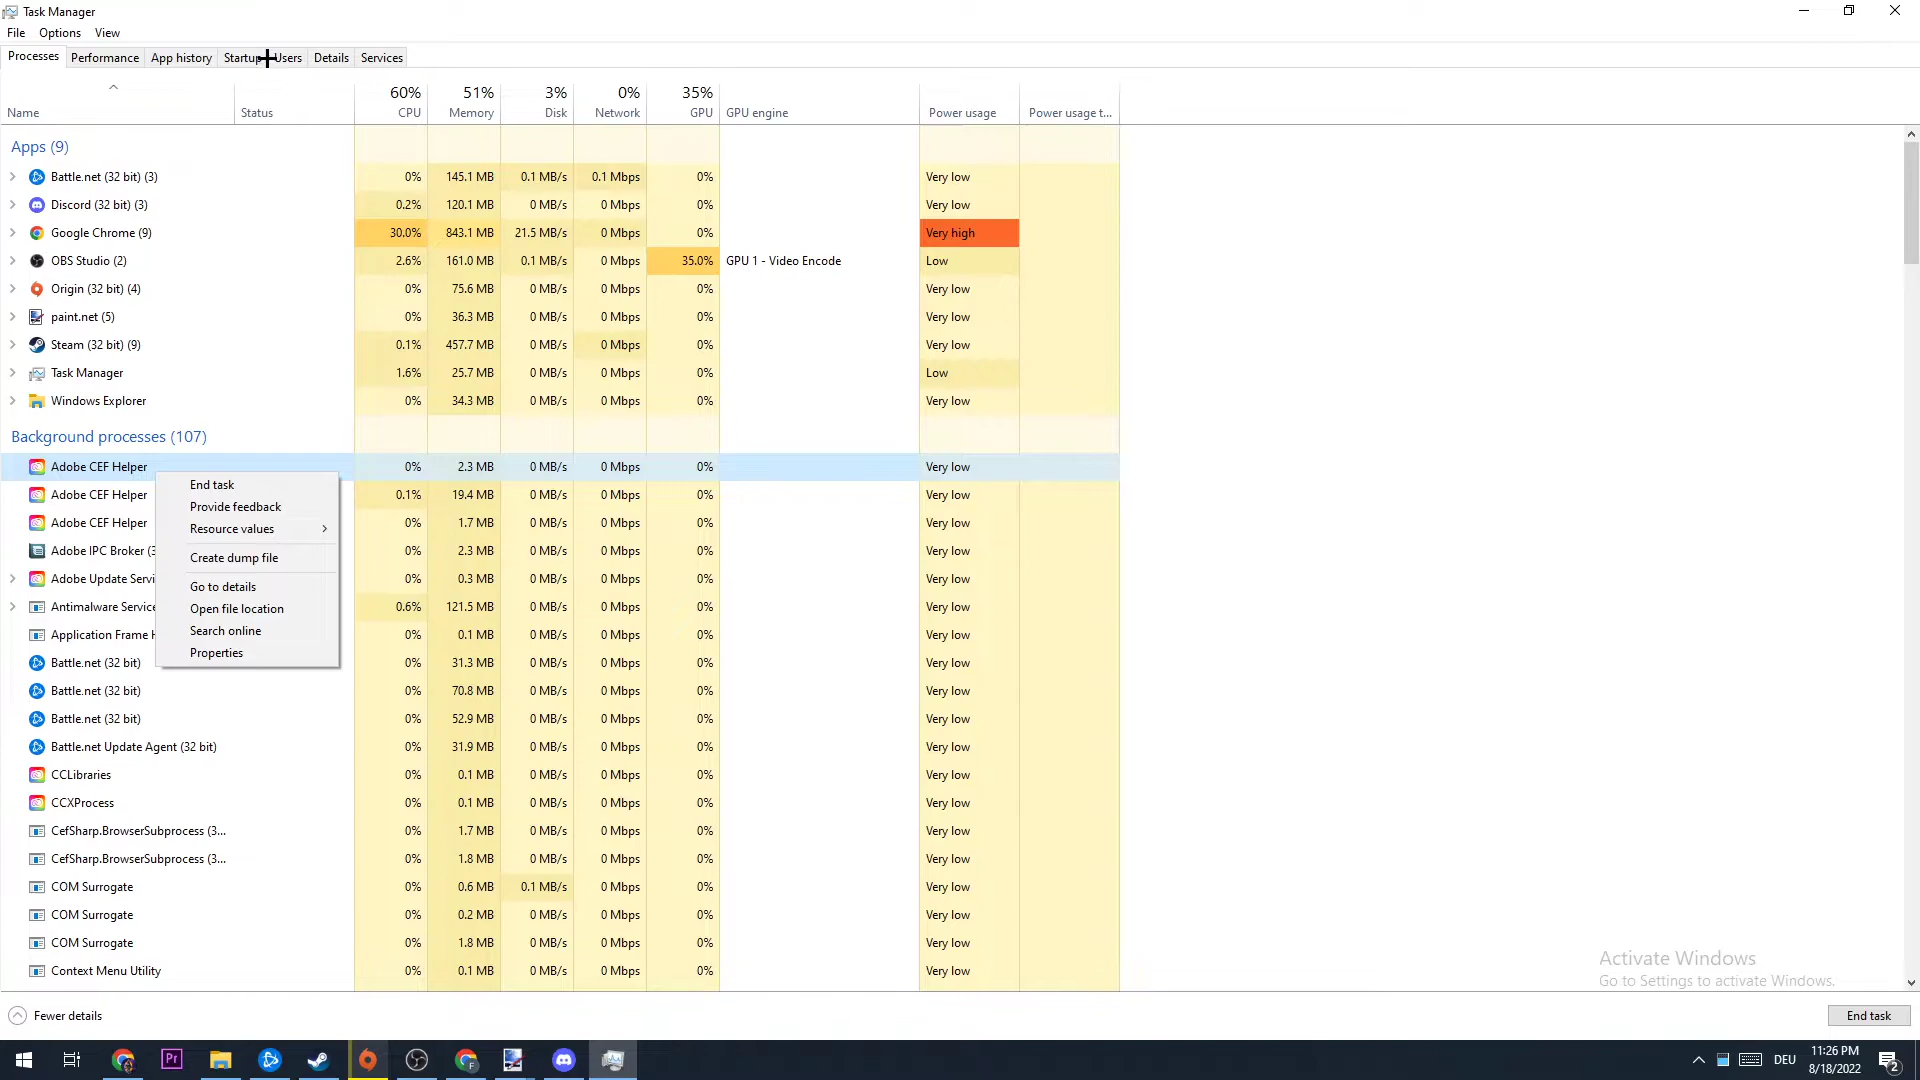 Task Manager
File Options View
Processes Performance App history Startup Users Details Services
60% 51% 3% 0% 35%
Name Status CPU Memory Disk Network GPU GPU engine Power usage Power usage t...
Apps (9)
Battle.net (32 bit) (3) 0% 145.1 MB 0.1 MB/s 0.1 Mbps 0% Very low
Discord (32 bit) (3) 0.2% 120.1 MB 0 MB/s 0 Mbps 0% Very low
Google Chrome (9) 30.0% 843.1 MB 21.5 MB/s 0 Mbps 0% Very high
OBS Studio (2) 2.6% 161.0 MB 0.1 MB/s 0 Mbps 35.0% GPU 1 - Video Encode Low
Origin (32 bit) (4) 0% 75.6 MB 0 MB/s 0 Mbps 0% Very low
paint.net (5) 0% 36.3 MB 0 MB/s 0 Mbps 0% Very low
Steam (32 bit) (9) 0.1% 457.7 MB 0 MB/s 0 Mbps 0% Very low
Task Manager 1.6% 25.7 MB 0 MB/s 0 Mbps 0% Low
Windows Explorer 0% 34.3 MB 0 MB/s 0 Mbps 0% Very low
Background processes (107)
Adobe CEF Helper 0% 2.3 MB 0 MB/s 0 Mbps 0% Very low
Adobe CEF Helper 0.1% 19.4 MB 0 MB/s 0 Mbps 0% Very low
Adobe CEF Helper 0% 1.7 MB 0 MB/s 0 Mbps 0% Very low
Adobe IPC Broker (3 0% 2.3 MB 0 MB/s 0 Mbps 0% Very low
Adobe Update Servi 0% 0.3 MB 0 MB/s 0 Mbps 0% Very low
Antimalware Service 0.6% 121.5 MB 0 MB/s 0 Mbps 0% Very low
Application Frame H 0% 0.1 MB 0 MB/s 0 Mbps 0% Very low
Battle.net (32 bit) 0% 31.3 MB 0 MB/s 0 Mbps 0% Very low
Battle.net (32 bit) 0% 70.8 MB 0 MB/s 0 Mbps 0% Very low
Battle.net (32 bit) 0% 52.9 MB 0 MB/s 0 Mbps 0% Very low
Battle.net Update Agent (32 bit) 0% 31.9 MB 0 MB/s 0 Mbps 0% Very low
CCLibraries 0% 0.1 MB 0 MB/s 0 Mbps 0% Very low
CCXProcess 0% 0.1 MB 0 MB/s 0 Mbps 0% Very low
CefSharp.BrowserSubprocess (3... 0% 1.7 MB 0 MB/s 0 Mbps 0% Very low
CefSharp.BrowserSubprocess (3... 0% 1.8 MB 0 MB/s 0 Mbps 0% Very low
COM Surrogate 0% 0.6 MB 0.1 MB/s 0 Mbps 0% Very low
COM Surrogate 0% 0.2 MB 0 MB/s 0 Mbps 0% Very low
COM Surrogate 0% 1.8 MB 0 MB/s 0 Mbps 0% Very low
Context Menu Utility 0% 0.1 MB 0 MB/s 0 Mbps 0% Very low
End task
Provide feedback
Resource values
Create dump file
Go to details
Open file location
Search online
Properties
Activate Windows
Go to Settings to activate Windows.
Fewer details End task
Pr
F
DEU
11:26 PM
8/18/2022
2